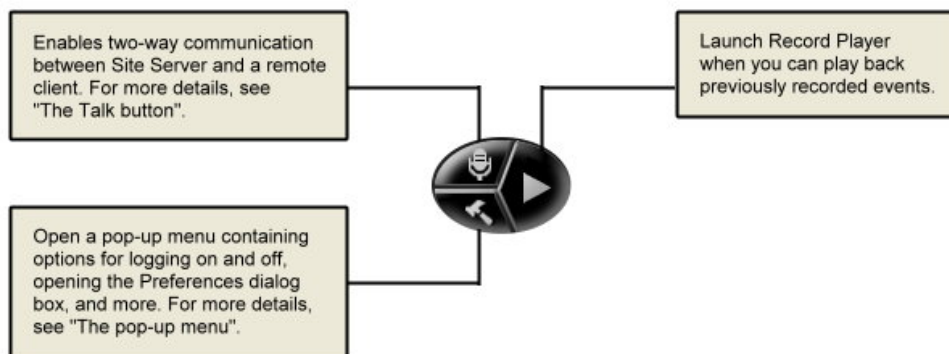 Enables two-way communication
between Site Server and a remote
client. For more details, see
"The Talk button".
Launch Record Player
when you can play back
previously recorded events.
Open a pop-up menu containing
options for logging on and off,
opening the Preferences dialog
box, and more. For more details,
see "The pop-up menu".